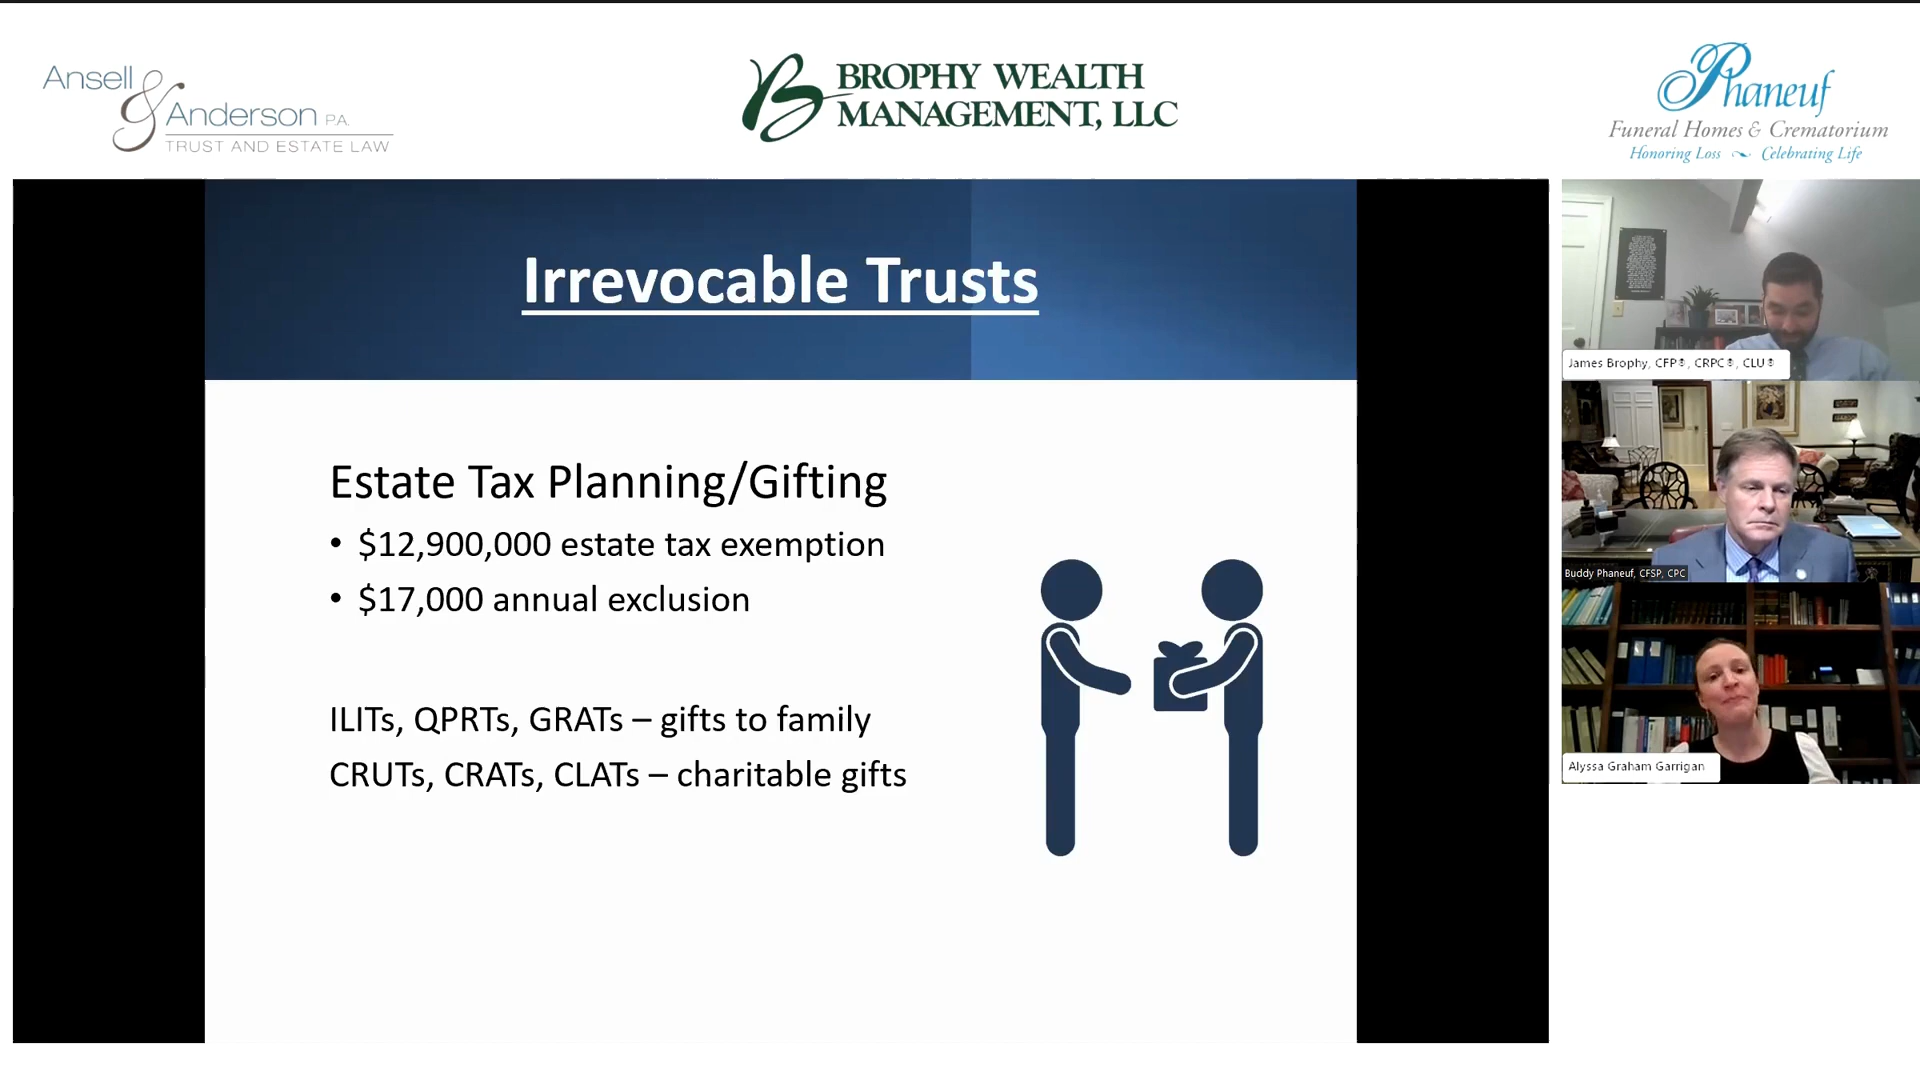 Ansell
&
Anderson P.A.
TRUST AND ESTATE LAW
BROPHY WEALTH
MANAGEMENT, LLC
Phaneuf
Funeral Homes & Crematorium
Honoring Loss ~ Celebrating Life
Irrevocable Trusts
Estate Tax Planning/Gifting
• $12,900,000 estate tax exemption
• $17,000 annual exclusion
ILITs, QPRTs, GRATs – gifts to family
CRUTs, CRATs, CLATs – charitable gifts
James Brophy, CFP®, CRPC®, CLU®
Buddy Phaneuf, CFSP, CPC
Alyssa Graham Garrigan